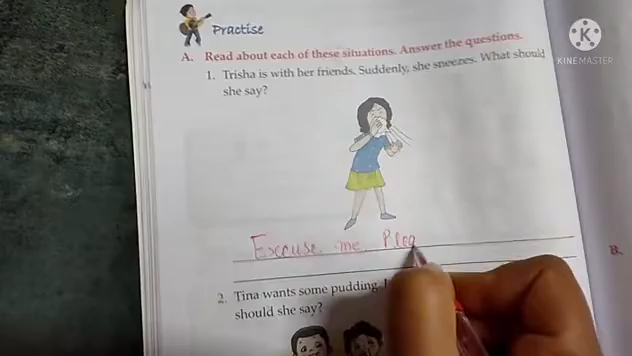 Practise
KINEMASTER
A. Read about each of these situations. Answer the questions.
1. Trisha is with her friends. Suddenly, she sneezes. What should
she say?
Excuse me Plea
B.
2. Tina wants some pudding.
should she say?